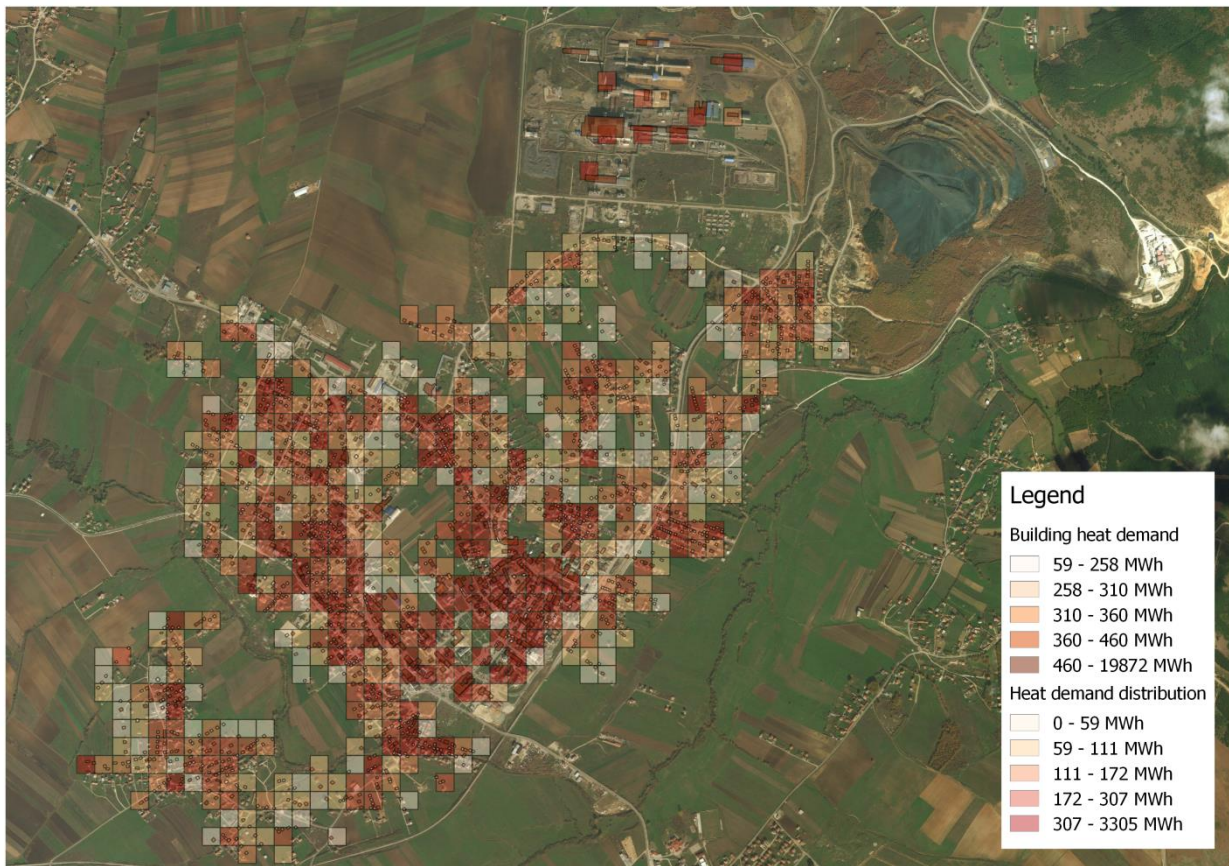 Legend
Building heat demand
59 - 258 MWh
258 - 310 MWh
310 - 360 MWh
360 - 460 MWh
460 - 19872 MWh
Heat demand distribution
0 - 59 MWh
59 - 111 MWh
111 - 172 MWh
172 - 307 MWh
307 - 3305 MWh